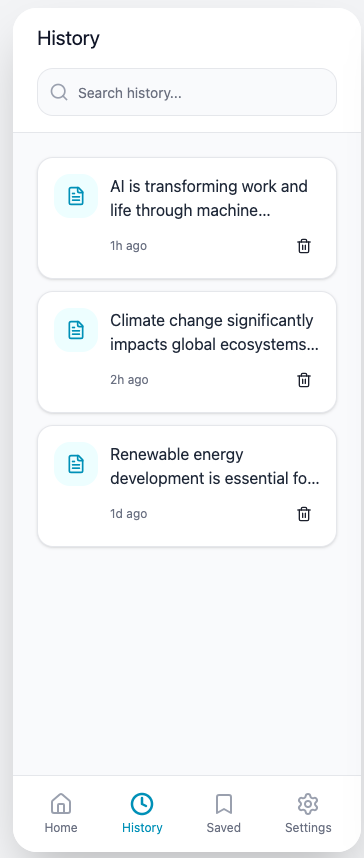 History
Search history...
AI is transforming work and
life through machine...
1h ago
Climate change significantly
impacts global ecosystems...
2h ago
Renewable energy
development is essential fo...
1d ago
Home
History
Saved
Settings